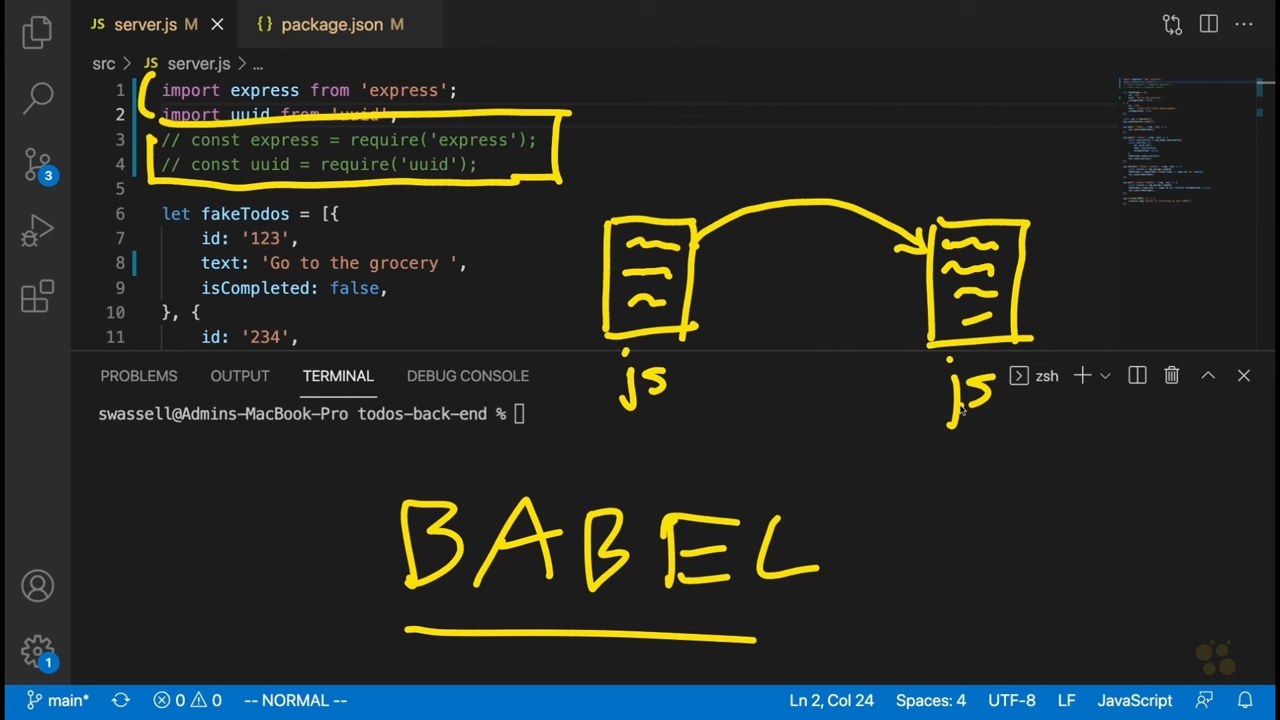 JS server.js M
{} package.json M
src > JS server.js > ...
1 import express from 'express';
2 import uuid from 'uuid';
3 // const express = require('express');
4 // const uuid = require('uuid');
5
6 let fakeTodos = [{
7 id: '123',
8 text: 'Go to the grocery ',
9 isCompleted: false,
10 }, {
11 id: '234',
js
js
PROBLEMS OUTPUT TERMINAL DEBUG CONSOLE
zsh
swassell@Admins-MacBook-Pro todos-back-end %
BABEL
3
1
main* 0 0 -- NORMAL -- Ln 2, Col 24 Spaces: 4 UTF-8 LF JavaScript